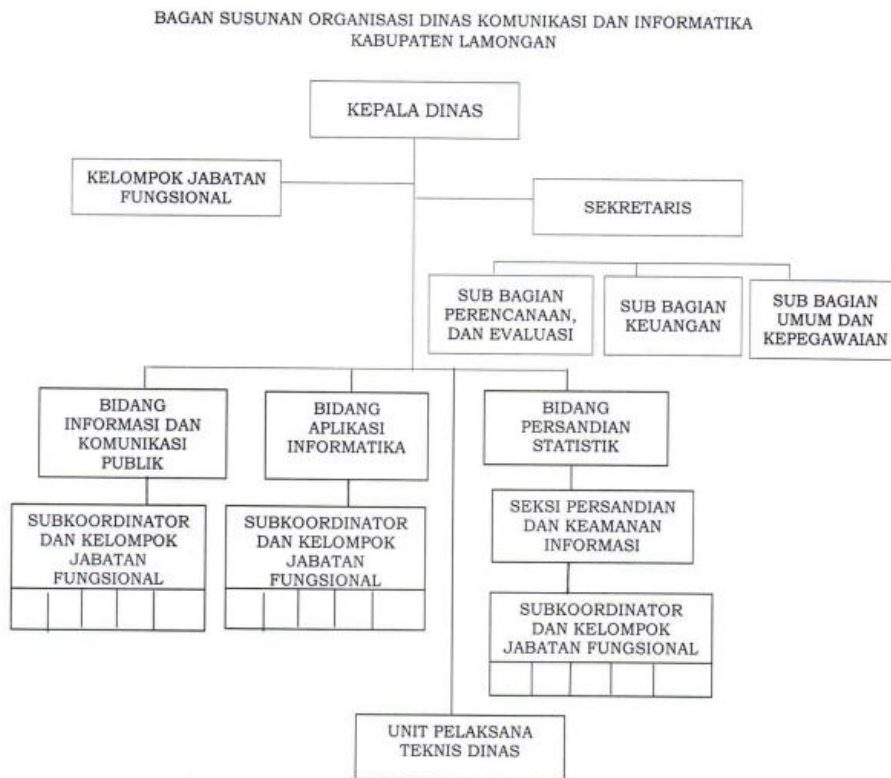 BAGAN SUSUNAN ORGANISASI DINAS KOMUNIKASI DAN INFORMATIKA
KABUPATEN LAMONGAN
KEPALA DINAS
KELOMPOK JABATAN
FUNGSIONAL
SEKRETARIS
SUB BAGIAN
PERENCANAAN,
DAN EVALUASI
SUB BAGIAN
KEUANGAN
SUB BAGIAN
UMUM DAN
KEPEGAWAIAN
BIDANG
INFORMASI DAN
KOMUNIKASI
PUBLIK
BIDANG
APLIKASI
INFORMATIKA
BIDANG
PERSANDIAN
STATISTIK
SUBKOORDINATOR
DAN KELOMPOK
JABATAN
FUNGSIONAL
SUBKOORDINATOR
DAN KELOMPOK
JABATAN
FUNGSIONAL
SEKSI PERSANDIAN
DAN KEAMANAN
INFORMASI
SUBKOORDINATOR
DAN KELOMPOK
JABATAN FUNGSIONAL
UNIT PELAKSANA
TEKNIS DINAS